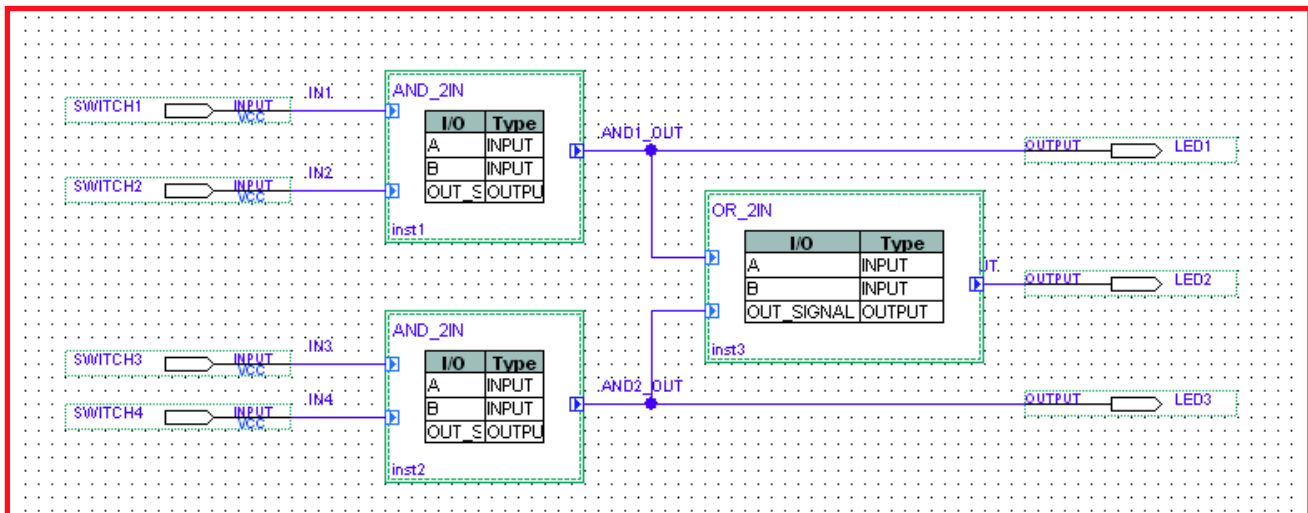 SWITCH1 INPUT VCC IN1
SWITCH2 INPUT VCC IN2
AND_2IN
I/O Type
A INPUT
B INPUT
OUT_S OUTPU
inst1
AND1_OUT
OUTPUT LED1
OR_2IN
I/O Type
A INPUT
B INPUT
OUT_SIGNAL OUTPUT
inst3
UT
OUTPUT LED2
SWITCH3 INPUT VCC IN3
SWITCH4 INPUT VCC IN4
AND_2IN
I/O Type
A INPUT
B INPUT
OUT_S OUTPU
inst2
AND2_OUT
OUTPUT LED3